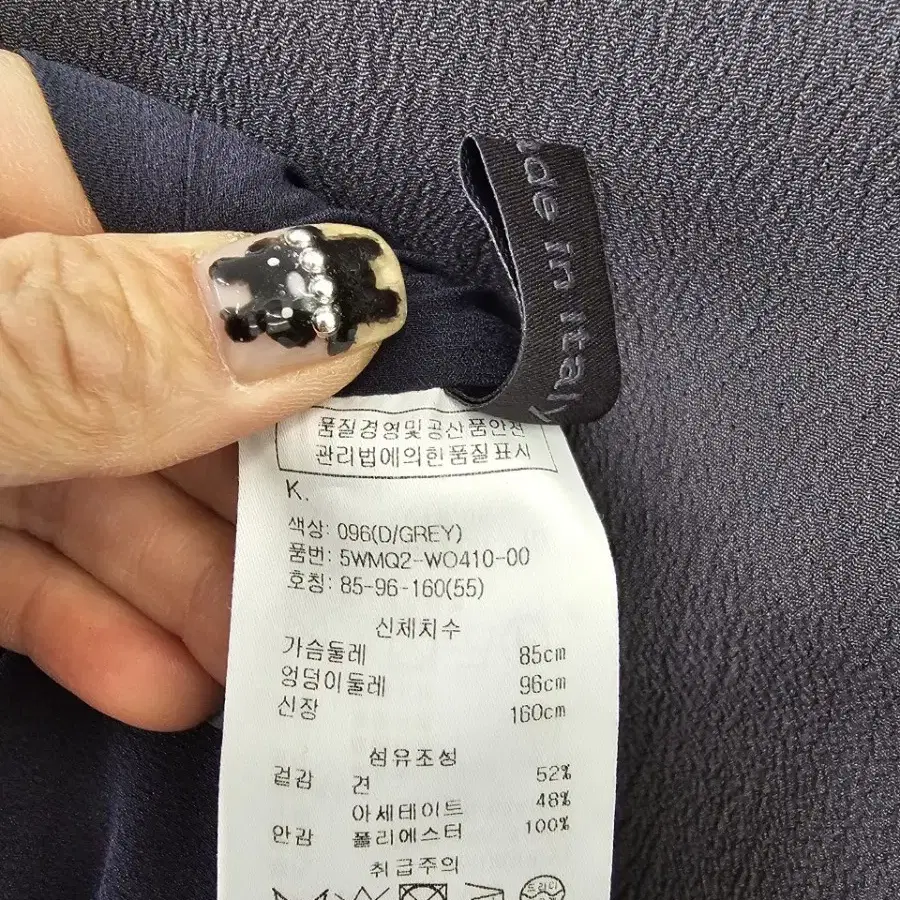 de in Italy
품질경영및공산품안전
관리법에의한품질표시
K.
색상: 096(D/GREY)
품번: 5WMQ2-WO410-00
호칭: 85-96-160(55)
신체치수
가슴둘레 85cm
엉덩이둘레 96cm
신장 160cm
섬유조성
겉감 견 52%
아세테이트 48%
안감 폴리에스터 100%
취급주의
드라이